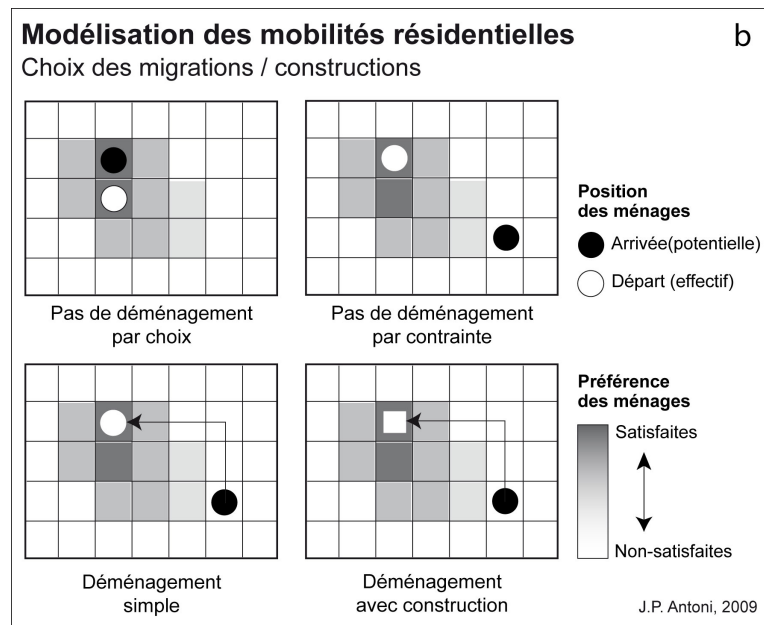 Modélisation des mobilités résidentielles
b
Choix des migrations / constructions
Pas de déménagement
par choix
Pas de déménagement
par contrainte
Position
des ménages
Arrivée(potentielle)
Départ (effectif)
Déménagement
simple
Déménagement
avec construction
Préférence
des ménages
Satisfaites
Non-satisfaites
J.P. Antoni, 2009